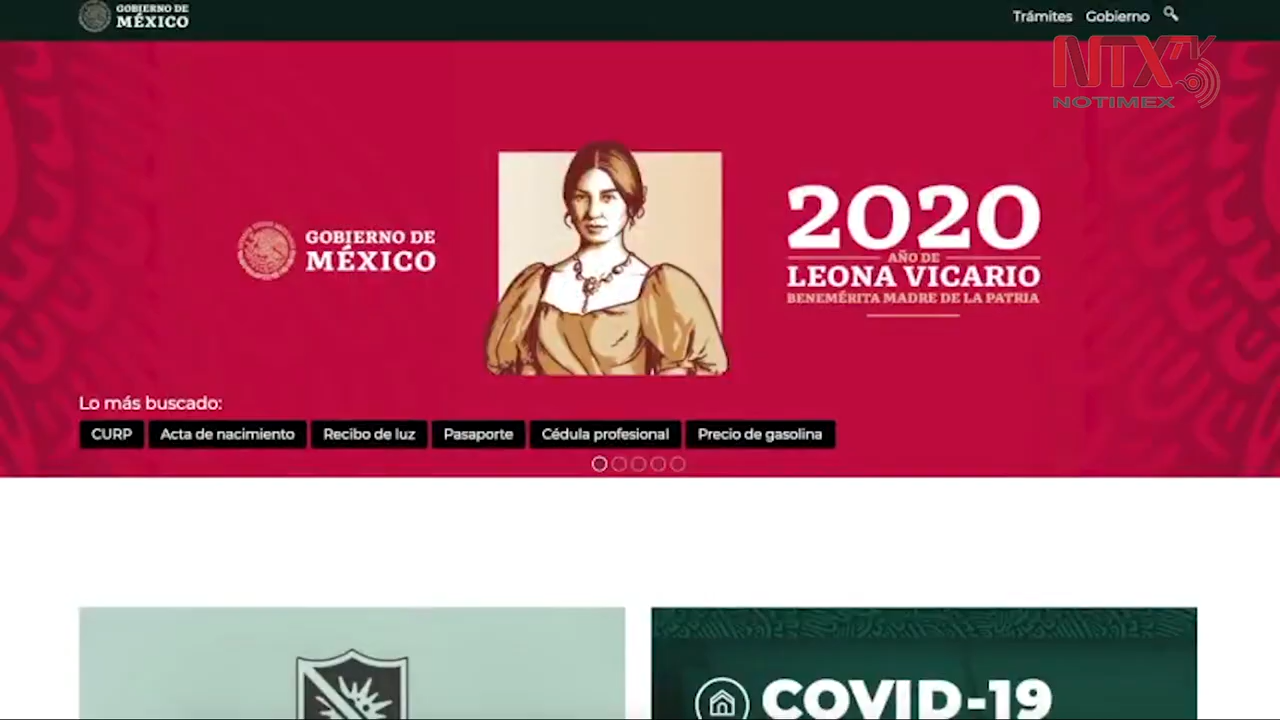 GOBIERNO DE
MÉXICO
Trámites Gobierno
NTX TV
NOTIMEX
GOBIERNO DE
MÉXICO
2020
AÑO DE
LEONA VICARIO
BENEMÉRITA MADRE DE LA PATRIA
Lo más buscado:
CURP Acta de nacimiento Recibo de luz Pasaporte Cédula profesional Precio de gasolina
COVID-19